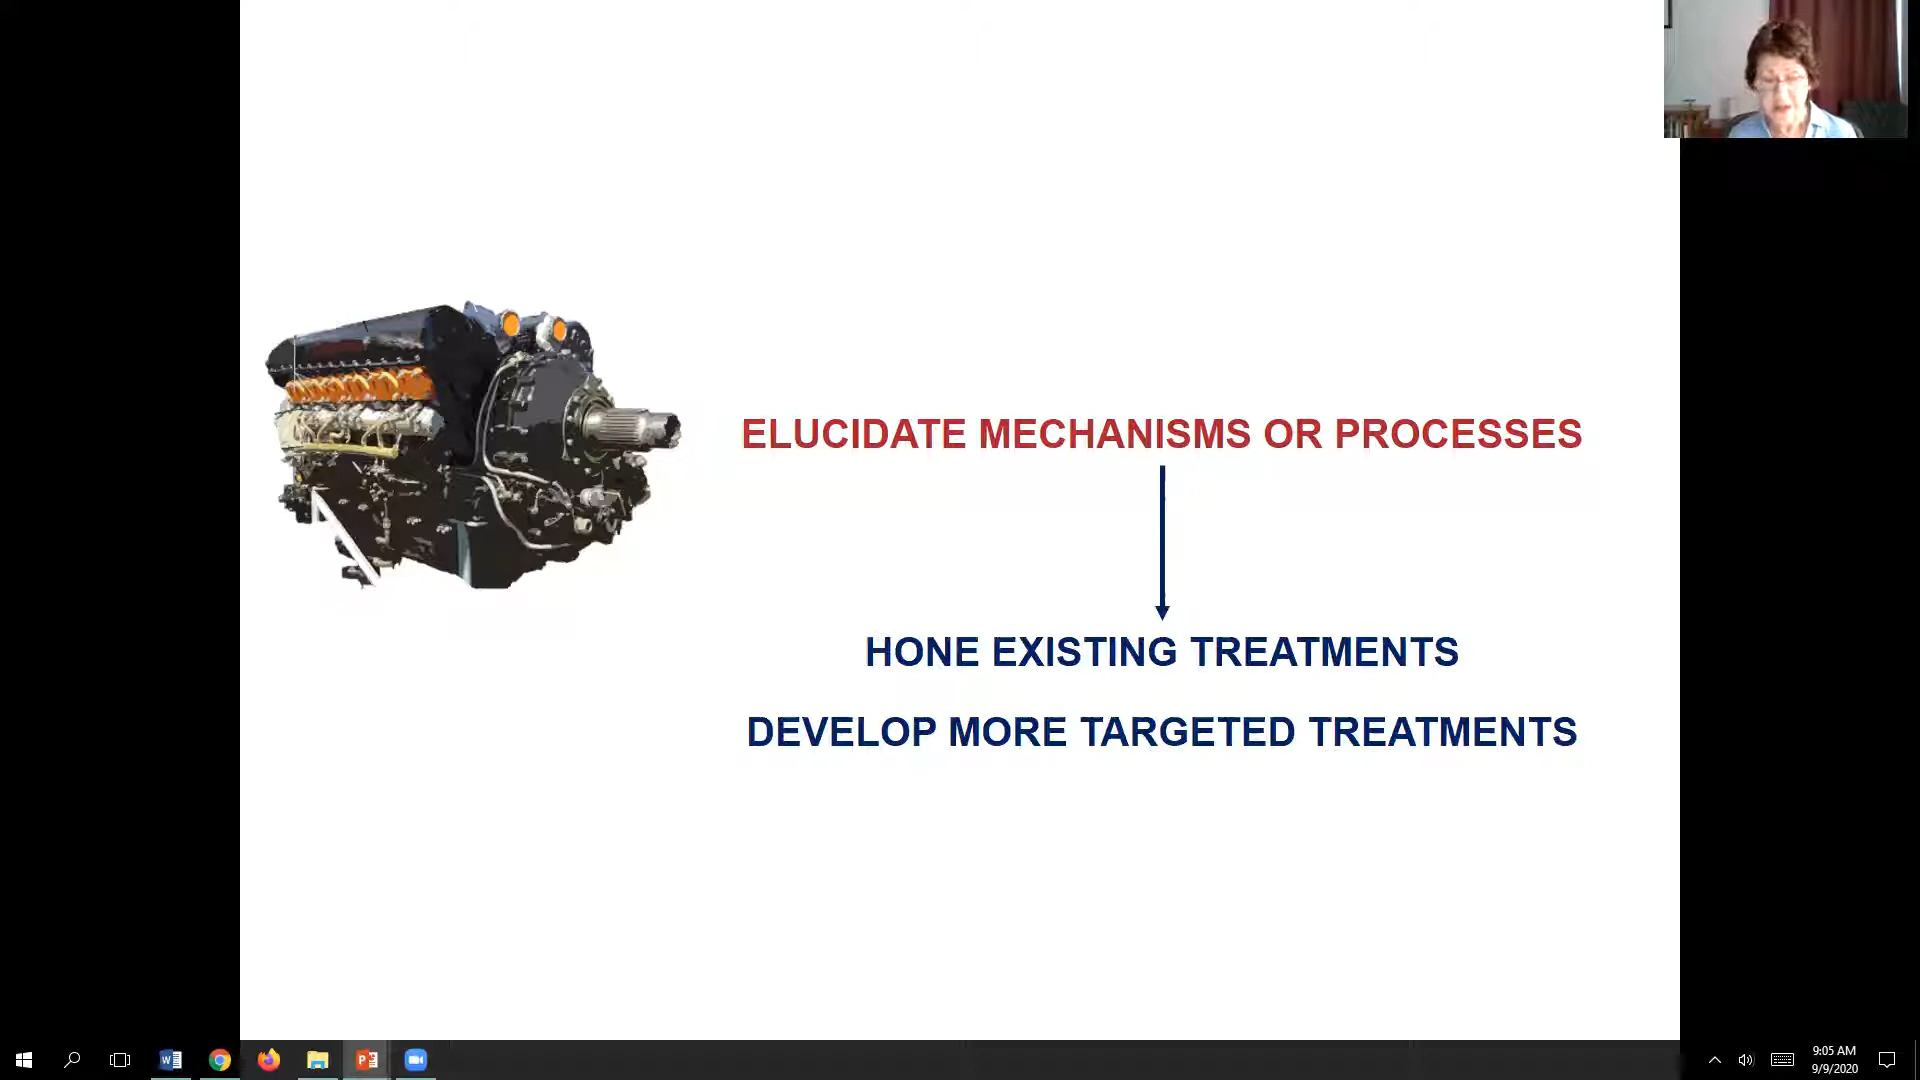 ELUCIDATE MECHANISMS OR PROCESSES
HONE EXISTING TREATMENTS
DEVELOP MORE TARGETED TREATMENTS
9:05 AM
9/9/2020